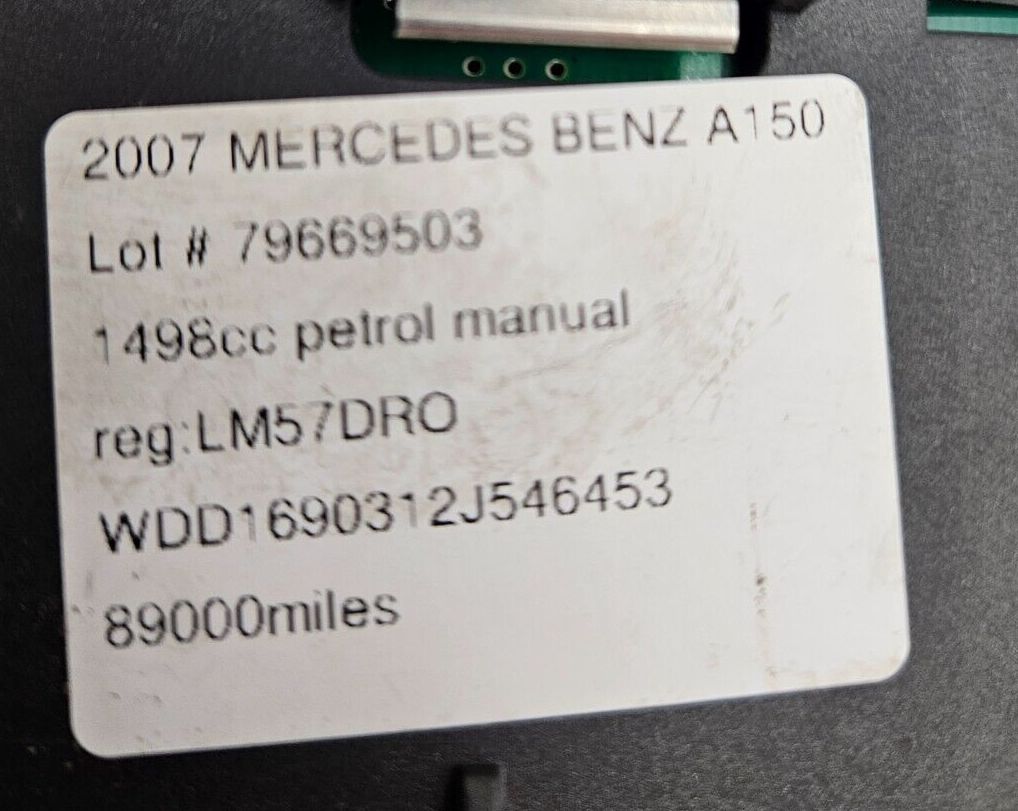 2007 MERCEDES BENZ A150
Lot # 79669503
1498cc petrol manual
reg:LM57DRO
WDD1690312J546453
89000miles